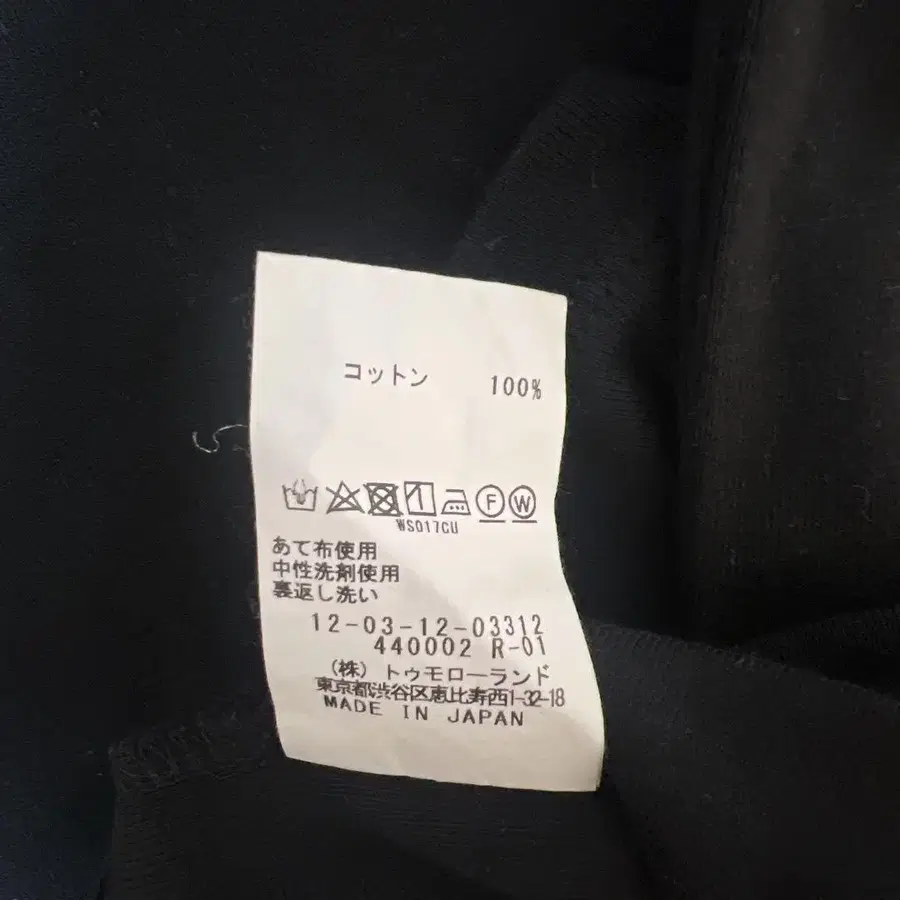 コットン 100%
F W
WS017CU
あて布使用
中性洗剤使用
裏返し洗い
12-03-12-03312
440002 R-01
(株) トゥモローランド
東京都渋谷区恵比寿西1-32-18
MADE IN JAPAN